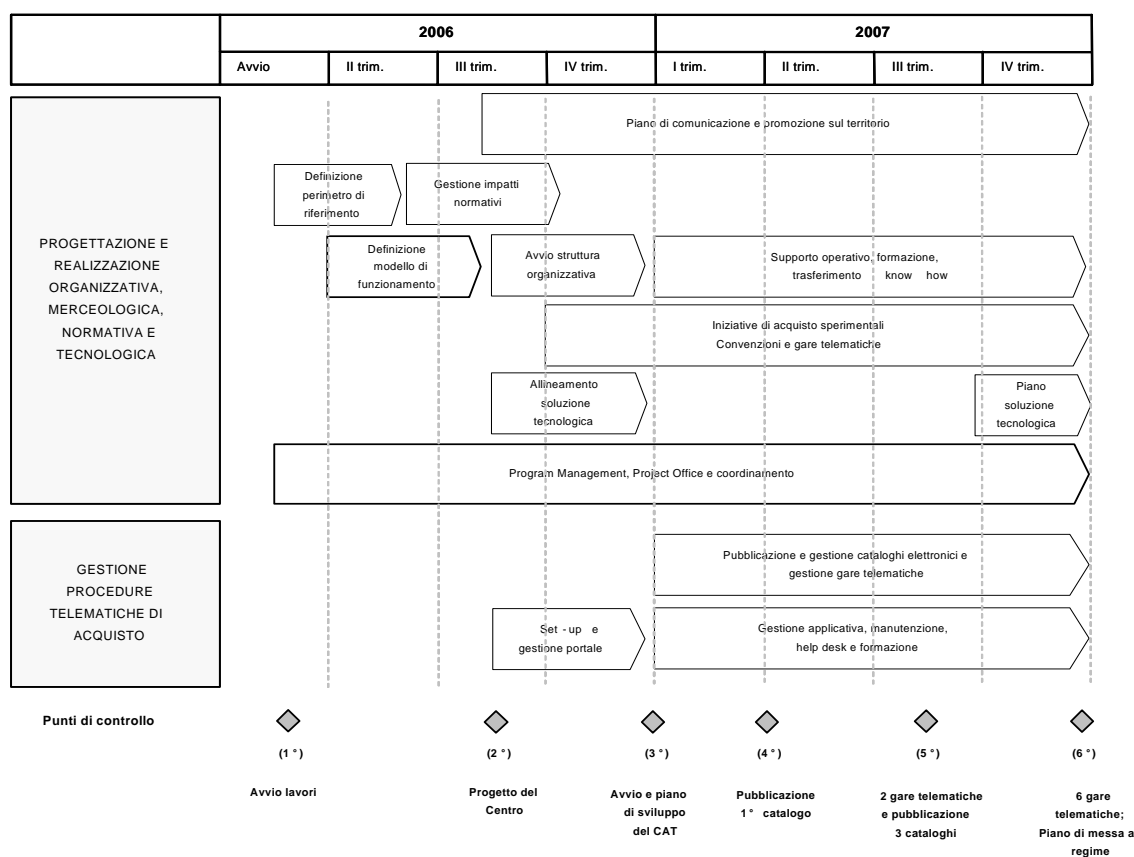 2006
2007
Avvio
II trim.
III trim.
IV trim.
I trim.
II trim.
III trim.
IV trim.
PROGETTAZIONE E
REALIZZAZIONE
ORGANIZZATIVA,
MERCEOLOGICA,
NORMATIVA E
TECNOLOGICA
Piano di comunicazione e promozione sul territorio
Definizione
perimetro di
riferimento
Gestione impatti
normativi
Definizione
modello di
funzionamento
Avvio struttura
organizzativa
Supporto operativo, formazione,
trasferimento know how
Iniziative di acquisto sperimentali
Convenzioni e gare telematiche
Allineamento
soluzione
tecnologica
Piano
soluzione
tecnologica
Program Management, Project Office e coordinamento
GESTIONE
PROCEDURE
TELEMATICHE DI
ACQUISTO
Pubblicazione e gestione cataloghi elettronici e
gestione gare telematiche
Set - up e
gestione portale
Gestione applicativa, manutenzione,
help desk e formazione
Punti di controllo
(1 °)
(2 °)
(3 °)
(4 °)
(5 °)
(6 °)
Avvio lavori
Progetto del
Centro
Avvio e piano
di sviluppo
del CAT
Pubblicazione
1 ° catalogo
2 gare telematiche
e pubblicazione
3 cataloghi
6 gare
telematiche;
Piano di messa a
regime